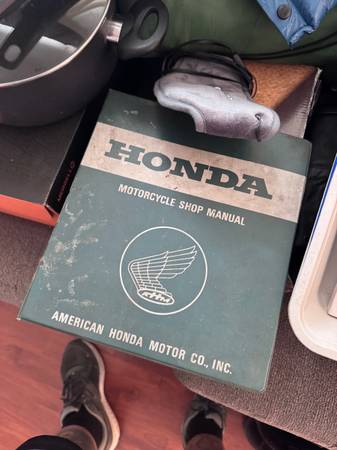 HONDA
MOTORCYCLE SHOP MANUAL
AMERICAN HONDA MOTOR CO., INC.